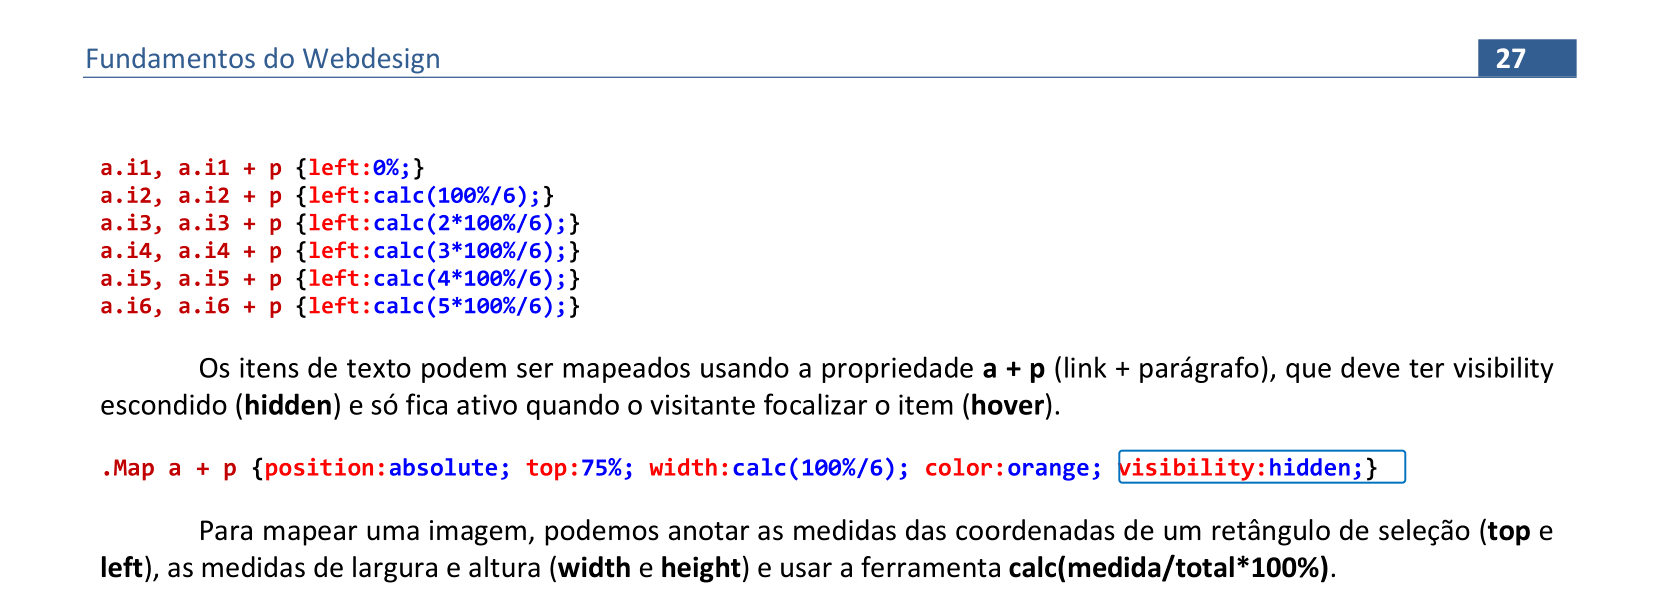 Fundamentos do Webdesign 27
a.i1, a.i1 + p {left:0%;}
a.i2, a.i2 + p {left:calc(100%/6);}
a.i3, a.i3 + p {left:calc(2*100%/6);}
a.i4, a.i4 + p {left:calc(3*100%/6);}
a.i5, a.i5 + p {left:calc(4*100%/6);}
a.i6, a.i6 + p {left:calc(5*100%/6);}
Os itens de texto podem ser mapeados usando a propriedade a + p (link + parágrafo), que deve ter visibility
escondido (hidden) e só fica ativo quando o visitante focalizar o item (hover).
.Map a + p {position:absolute; top:75%; width:calc(100%/6); color:orange; visibility:hidden;}
Para mapear uma imagem, podemos anotar as medidas das coordenadas de um retângulo de seleção (top e
left), as medidas de largura e altura (width e height) e usar a ferramenta calc(medida/total*100%).